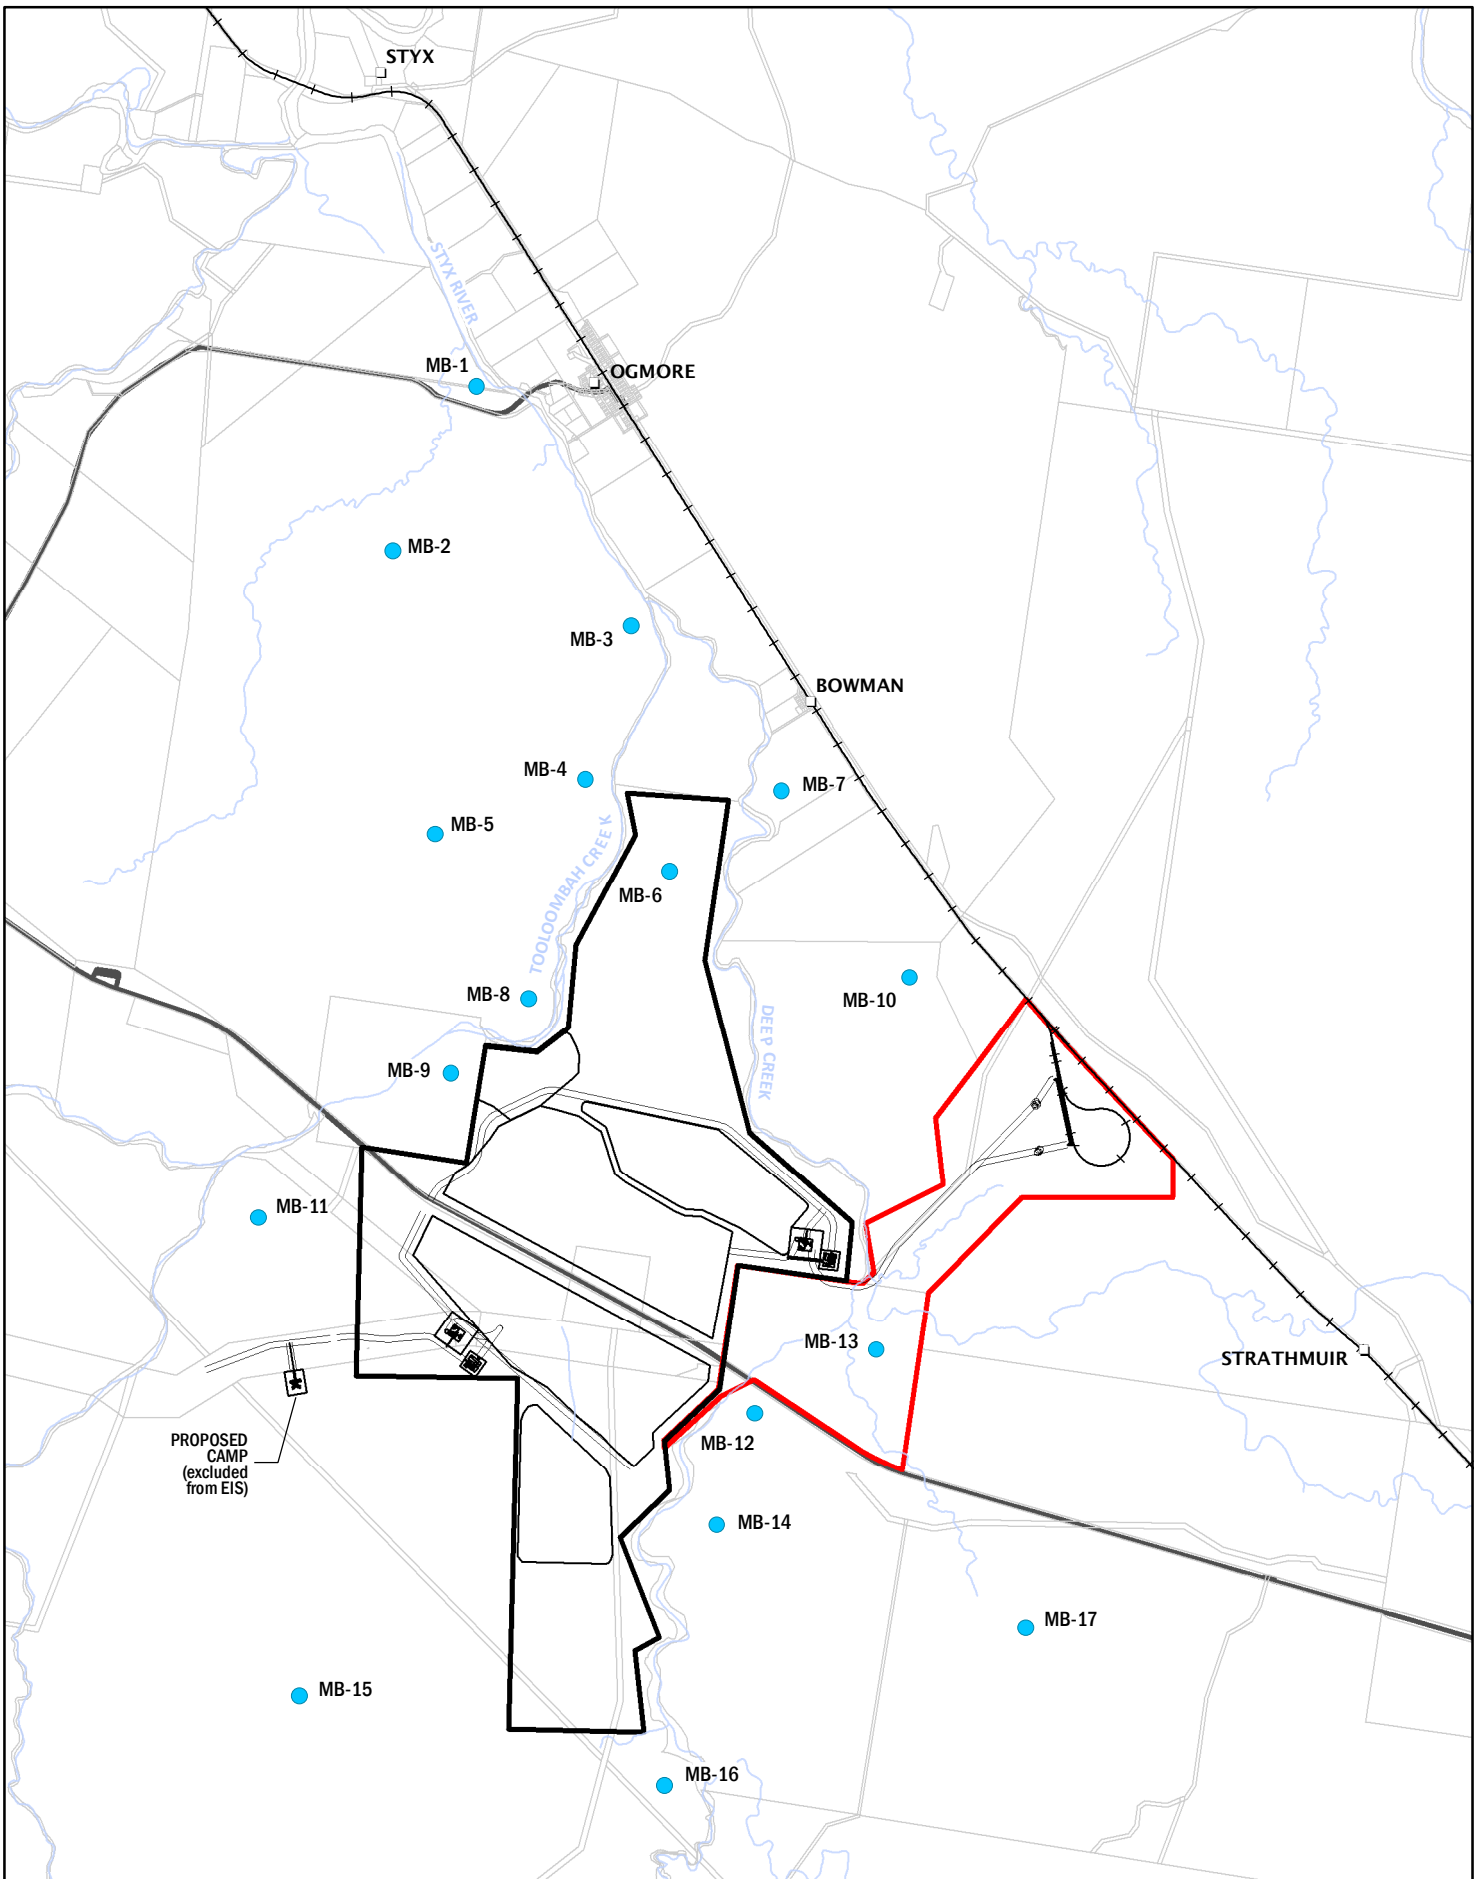 STYX
STYX RIVER
MB-1
OGMORE
MB-2
MB-3
BOWMAN
MB-4
MB-7
MB-5
TOOLOOMBAH CREEK
MB-6
MB-8
MB-10
DEEP CREEK
MB-9
MB-11
MB-13
STRATHMUIR
PROPOSED
CAMP
(excluded
from EIS)
MB-12
MB-14
MB-17
MB-15
MB-16